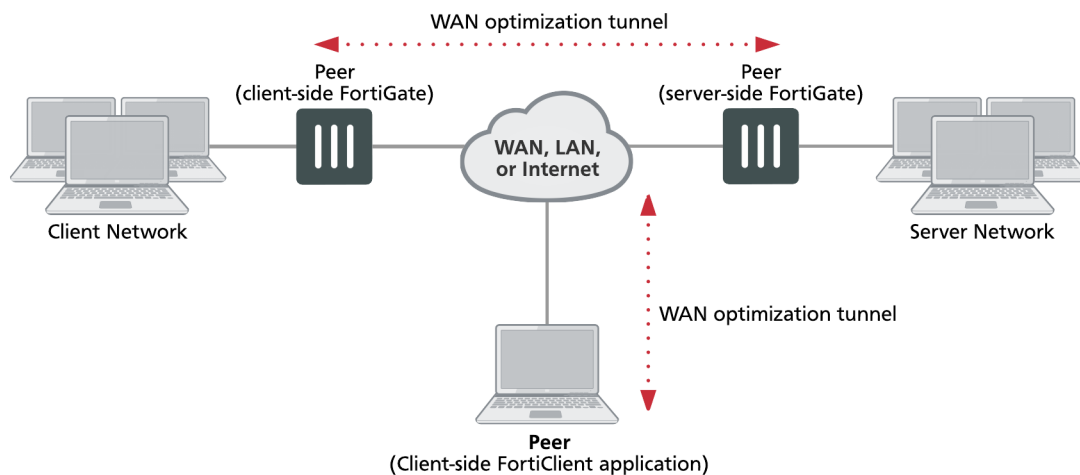 WAN optimization tunnel
Peer
(client-side FortiGate)
Peer
(server-side FortiGate)
WAN, LAN,
or Internet
Client Network
Server Network
WAN optimization tunnel
Peer
(Client-side FortiClient application)